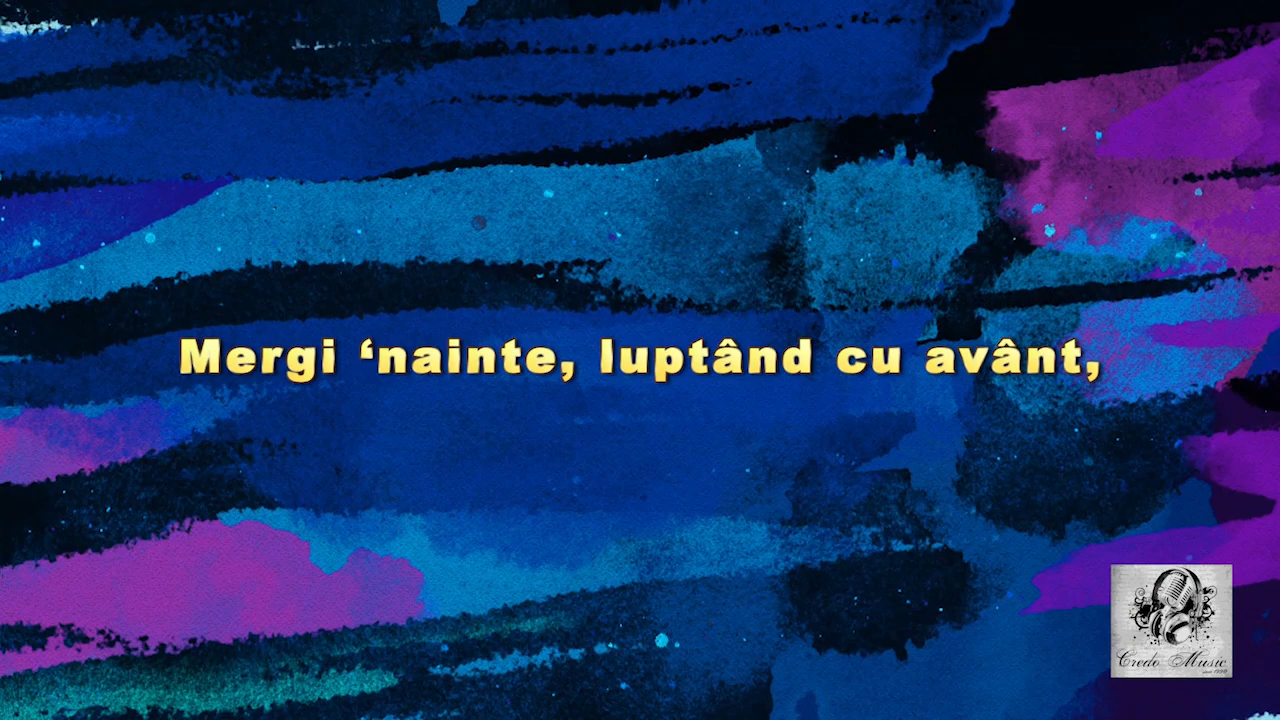 Mergi ‘nainte, luptând cu avânt,
Credo Music